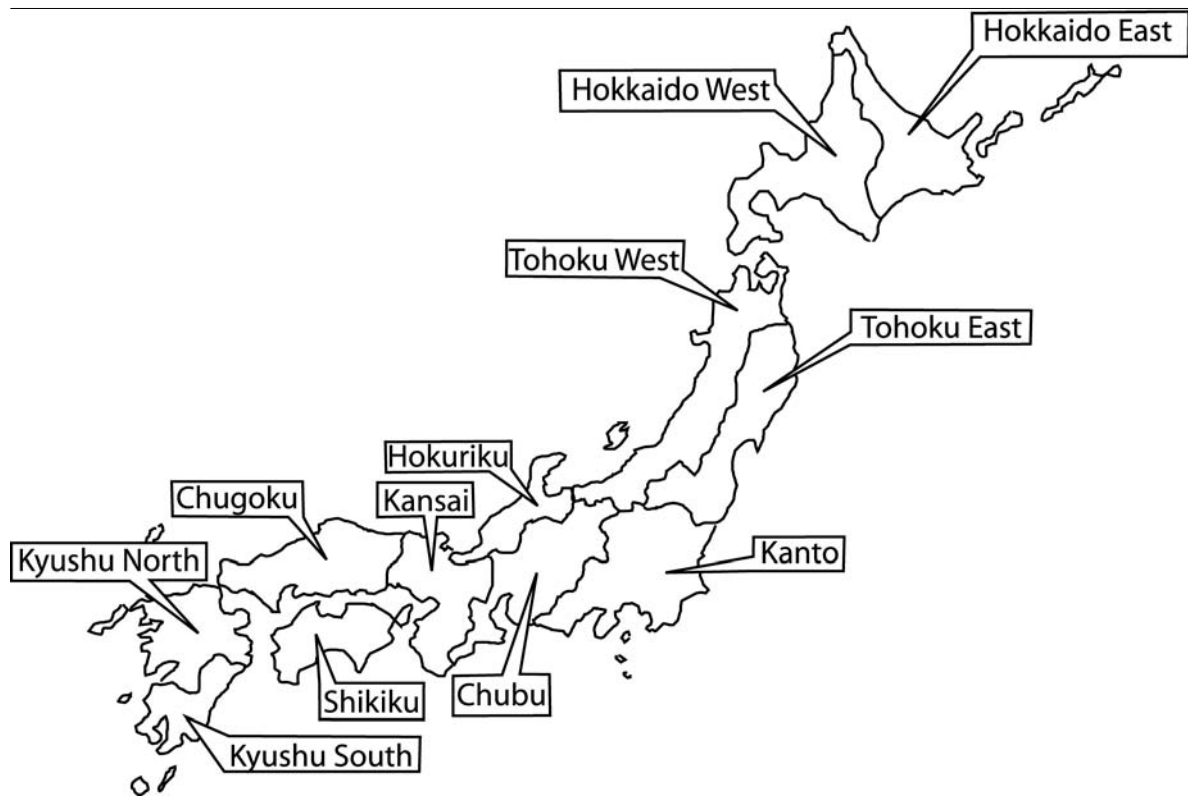 Hokkaido East
Hokkaido West
Tohoku West
Tohoku East
Hokuriku
Kansai
Chugoku
Kyushu North
Kanto
Shikiku
Chubu
Kyushu South